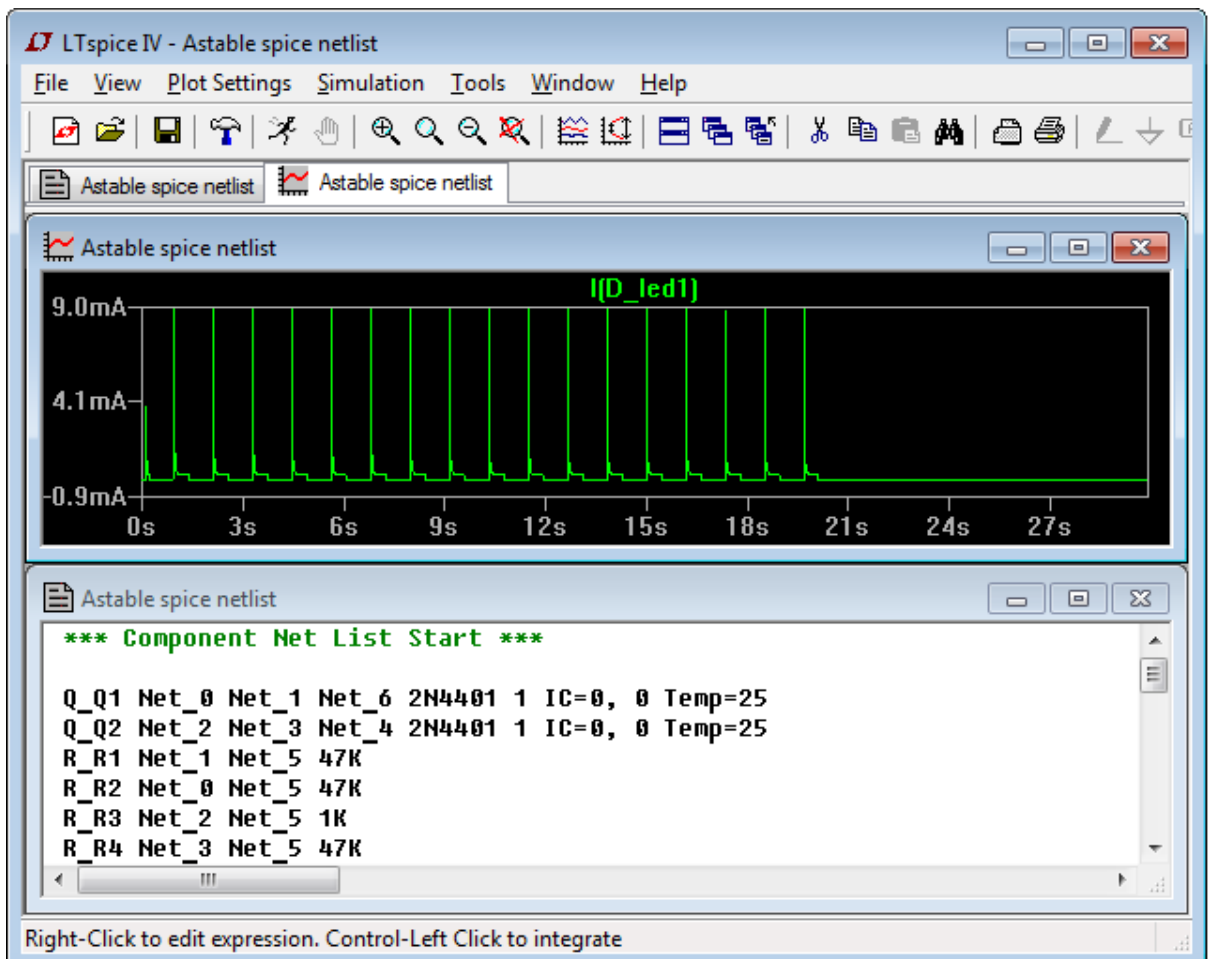 LTspice IV - Astable spice netlist
File View Plot Settings Simulation Tools Window Help
Astable spice netlist Astable spice netlist
Astable spice netlist
I(D_led1)
9.0mA
4.1mA
-0.9mA
0s 3s 6s 9s 12s 15s 18s 21s 24s 27s
Astable spice netlist
*** Component Net List Start ***
Q_Q1 Net_0 Net_1 Net_6 2N4401 1 IC=0, 0 Temp=25
Q_Q2 Net_2 Net_3 Net_4 2N4401 1 IC=0, 0 Temp=25
R_R1 Net_1 Net_5 47K
R_R2 Net_0 Net_5 47K
R_R3 Net_2 Net_5 1K
R_R4 Net_3 Net_5 47K
Right-Click to edit expression. Control-Left Click to integrate